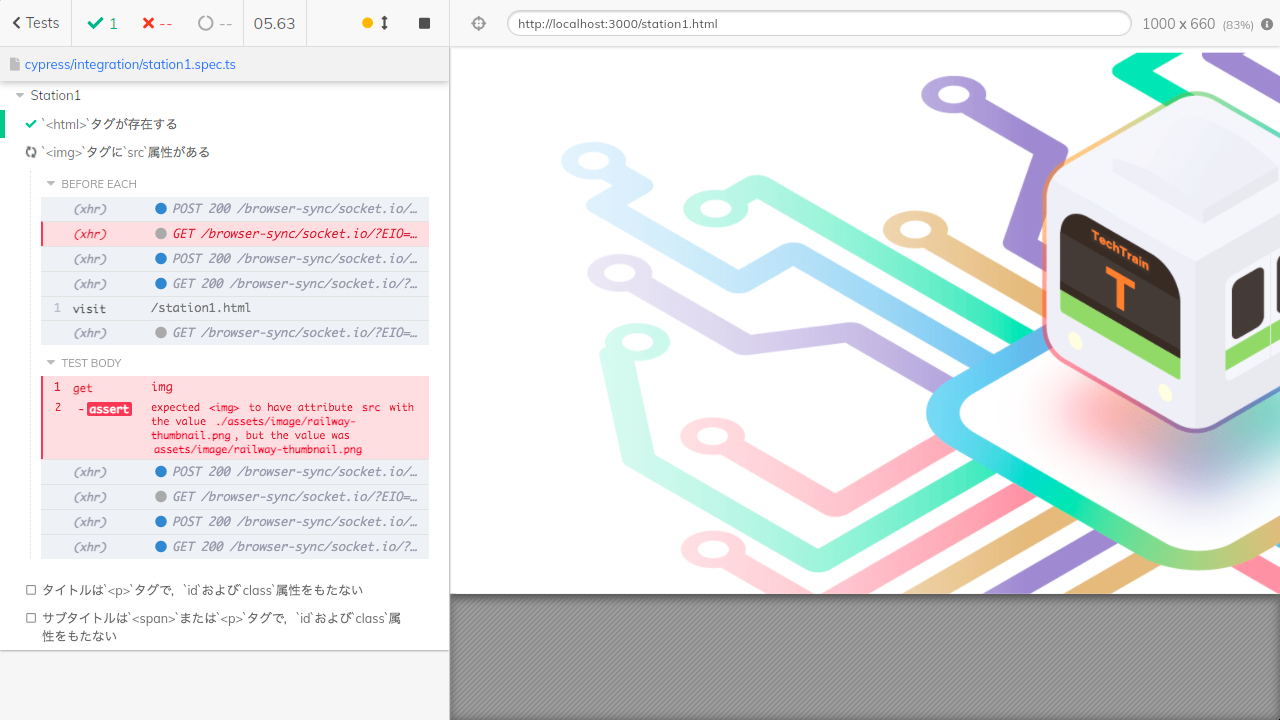 Tests
1
--
--
05.63
http://localhost:3000/station1.html
1000 x 660 (83%)
cypress/integration/station1.spec.ts
Station1
`<html>`タグが存在する
`<img>`タグに`src`属性がある
BEFORE EACH
(xhr) POST 200 /browser-sync/socket.io/…
(xhr) GET /browser-sync/socket.io/?EIO=…
(xhr) POST 200 /browser-sync/socket.io/…
(xhr) GET 200 /browser-sync/socket.io/?…
1 visit /station1.html
(xhr) GET /browser-sync/socket.io/?EIO=…
TEST BODY
1 get img
2 - assert expected <img> to have attribute src with
the value ./assets/image/railway-
thumbnail.png, but the value was
assets/image/railway-thumbnail.png
(xhr) POST 200 /browser-sync/socket.io/…
(xhr) GET /browser-sync/socket.io/?EIO=…
(xhr) POST 200 /browser-sync/socket.io/…
(xhr) GET 200 /browser-sync/socket.io/?…
タイトルは`<p>`タグで，`id`および`class`属性をもたない
サブタイトルは`<span>`または`<p>`タグで，`id`および`class`属
性をもたない
TechTrain
T